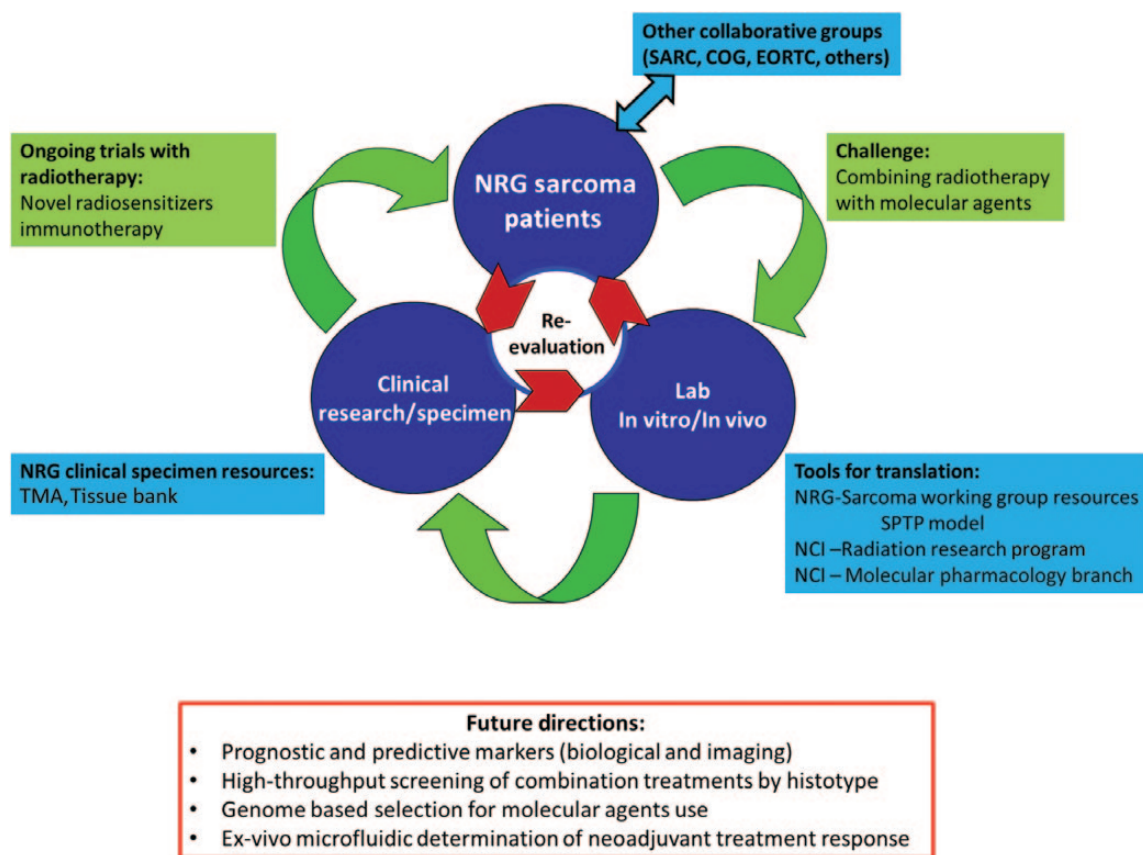 Other collaborative groups
(SARC, COG, EORTC, others)
Ongoing trials with
radiotherapy:
Novel radiosensitizers
immunotherapy
NRG sarcoma
patients
Challenge:
Combining radiotherapy
with molecular agents
Re-
evaluation
Clinical
research/specimen
Lab
In vitro/In vivo
NRG clinical specimen resources:
TMA, Tissue bank
Tools for translation:
NRG-Sarcoma working group resources
SPTP model
NCI –Radiation research program
NCI – Molecular pharmacology branch
Future directions:
• Prognostic and predictive markers (biological and imaging)
• High-throughput screening of combination treatments by histotype
• Genome based selection for molecular agents use
• Ex-vivo microfluidic determination of neoadjuvant treatment response